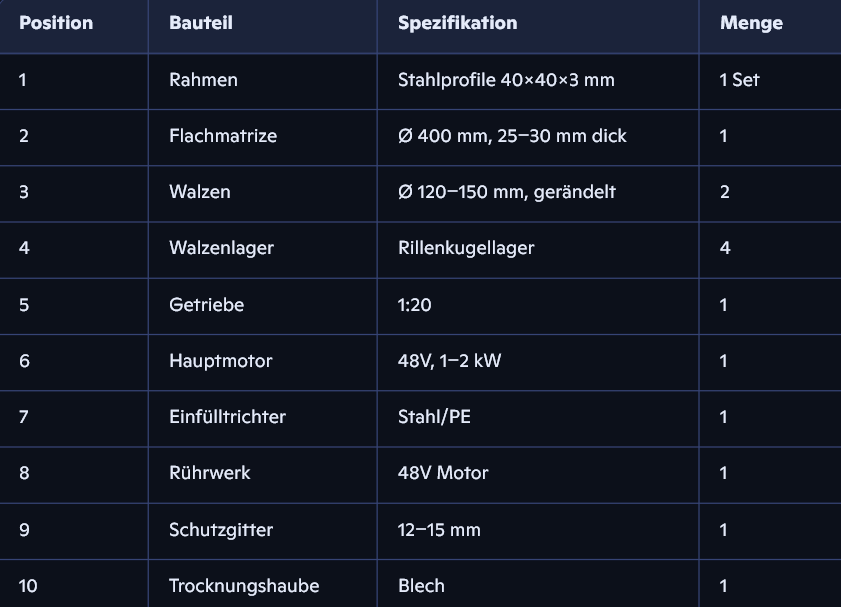 Position Bauteil Spezifikation Menge
1 Rahmen Stahlprofile 40×40×3 mm 1 Set
2 Flachmatrize Ø 400 mm, 25–30 mm dick 1
3 Walzen Ø 120–150 mm, gerändelt 2
4 Walzenlager Rillenkugellager 4
5 Getriebe 1:20 1
6 Hauptmotor 48V, 1–2 kW 1
7 Einfülltrichter Stahl/PE 1
8 Rührwerk 48V Motor 1
9 Schutzgitter 12–15 mm 1
10 Trocknungshaube Blech 1